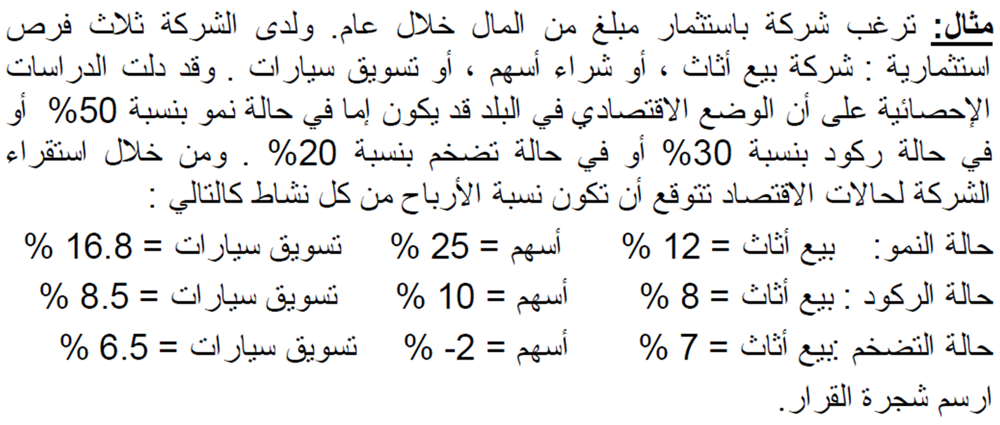 مثال: ترغب شركة باستثمار مبلغ من المال خلال عام. ولدى الشركة ثلاث فرص
استثمارية : شركة بيع أثاث ، أو شراء أسهم ، أو تسويق سيارات . وقد دلت الدراسات
الإحصائية على أن الوضع الاقتصادي في البلد قد يكون إما في حالة نمو بنسبة 50% أو
في حالة ركود بنسبة 30% أو في حالة تضخم بنسبة 20% . ومن خلال استقراء
الشركة لحالات الاقتصاد تتوقع أن تكون نسبة الأرباح من كل نشاط كالتالي :
حالة النمو: بيع أثاث = 12 % أسهم = 25 % تسويق سيارات = 16.8 %
حالة الركود : بيع أثاث = 8 % أسهم = 10 % تسويق سيارات = 8.5 %
حالة التضخم :بيع أثاث = 7 % أسهم = 2- % تسويق سيارات = 6.5 %
ارسم شجرة القرار.